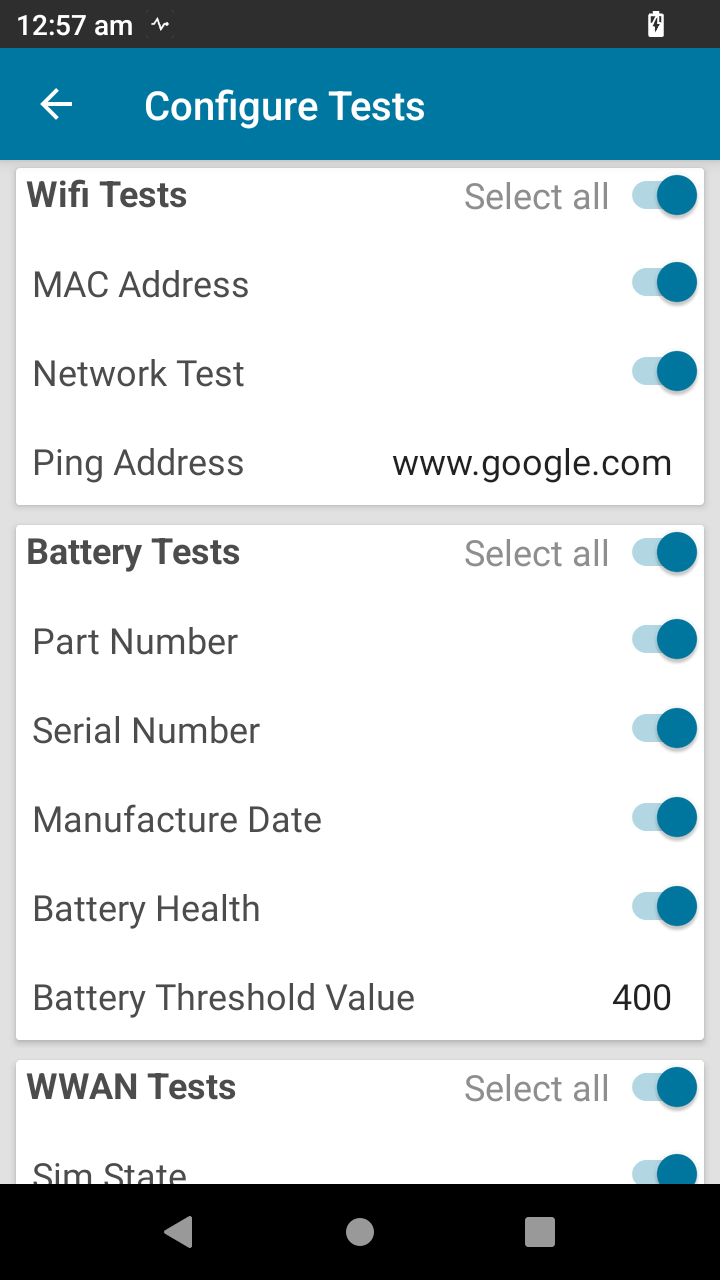 12:57 am
Configure Tests
Wifi Tests Select all
MAC Address
Network Test
Ping Address www.google.com
Battery Tests Select all
Part Number
Serial Number
Manufacture Date
Battery Health
Battery Threshold Value 400
WWAN Tests Select all
Sim State